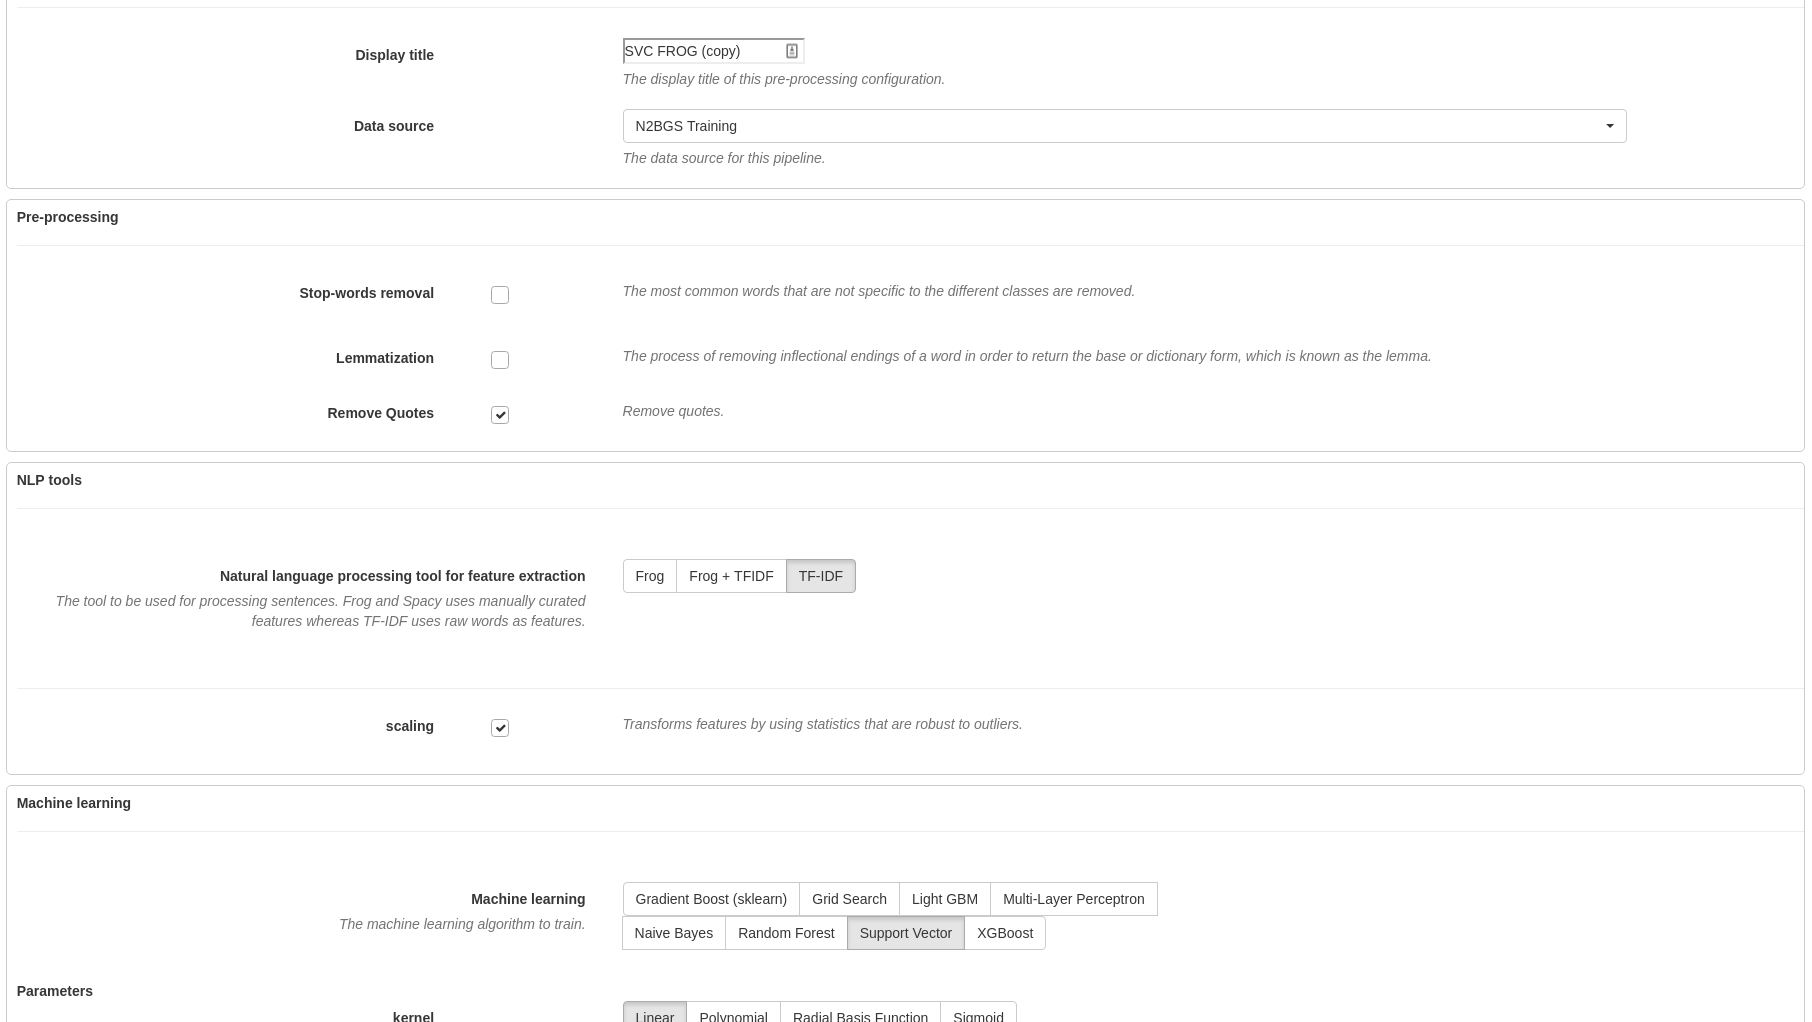 Display title
SVC FROG (copy)
The display title of this pre-processing configuration.
Data source
N2BGS Training
The data source for this pipeline.
Pre-processing
Stop-words removal
The most common words that are not specific to the different classes are removed.
Lemmatization
The process of removing inflectional endings of a word in order to return the base or dictionary form, which is known as the lemma.
Remove Quotes
Remove quotes.
NLP tools
Natural language processing tool for feature extraction
Frog Frog + TFIDF TF-IDF
The tool to be used for processing sentences. Frog and Spacy uses manually curated
features whereas TF-IDF uses raw words as features.
scaling
Transforms features by using statistics that are robust to outliers.
Machine learning
Machine learning
Gradient Boost (sklearn) Grid Search Light GBM Multi-Layer Perceptron
The machine learning algorithm to train.
Naive Bayes Random Forest Support Vector XGBoost
Parameters
kernel
Linear Polynomial Radial Basis Function Sigmoid